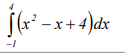 ∫_{-1}^{4} (x² − x + 4)dx